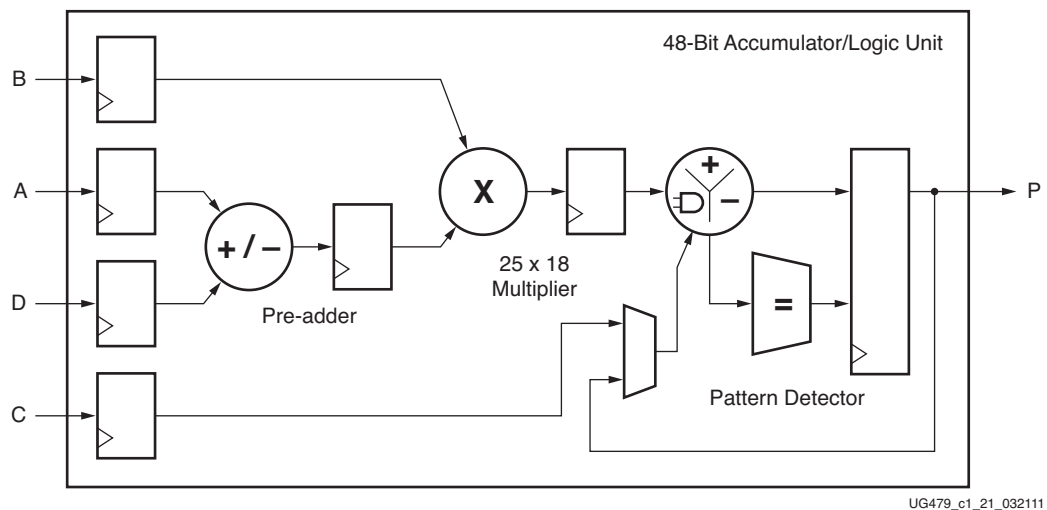 48-Bit Accumulator/Logic Unit
B
A
D
C
+ / –
Pre-adder
X
25 x 18
Multiplier
+
–
=
Pattern Detector
P
UG479_c1_21_032111